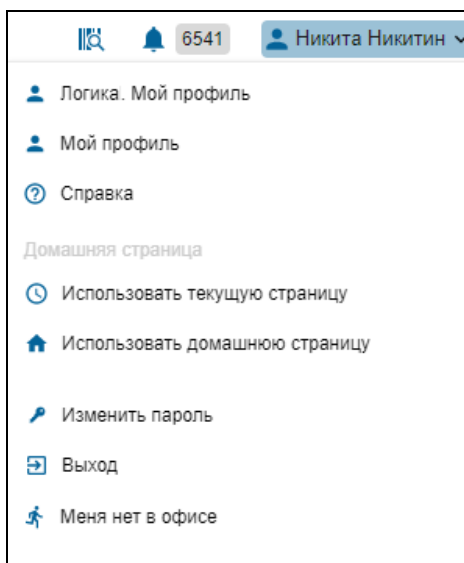 6541 Никита Никитин
Логика. Мой профиль
Мой профиль
Справка
Домашняя страница
Использовать текущую страницу
Использовать домашнюю страницу
Изменить пароль
Выход
Меня нет в офисе